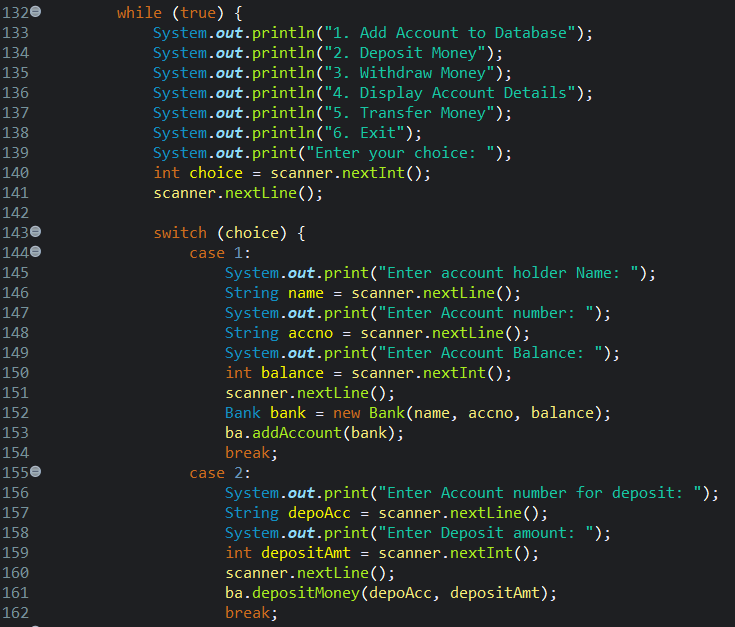 132 while (true) {
133 System.out.println("1. Add Account to Database");
134 System.out.println("2. Deposit Money");
135 System.out.println("3. Withdraw Money");
136 System.out.println("4. Display Account Details");
137 System.out.println("5. Transfer Money");
138 System.out.println("6. Exit");
139 System.out.print("Enter your choice: ");
140 int choice = scanner.nextInt();
141 scanner.nextLine();
142
143 switch (choice) {
144 case 1:
145 System.out.print("Enter account holder Name: ");
146 String name = scanner.nextLine();
147 System.out.print("Enter Account number: ");
148 String accno = scanner.nextLine();
149 System.out.print("Enter Account Balance: ");
150 int balance = scanner.nextInt();
151 scanner.nextLine();
152 Bank bank = new Bank(name, accno, balance);
153 ba.addAccount(bank);
154 break;
155 case 2:
156 System.out.print("Enter Account number for deposit: ");
157 String depoAcc = scanner.nextLine();
158 System.out.print("Enter Deposit amount: ");
159 int depositAmt = scanner.nextInt();
160 scanner.nextLine();
161 ba.depositMoney(depoAcc, depositAmt);
162 break;